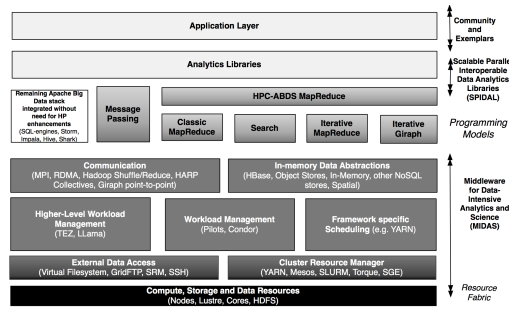 Application Layer
Community
and
Exemplars
Analytics Libraries
Scalable Paralle
Interoperable
Data Analytics
Libraries
(SPIDAL)
Remaining Apache Big
Data stack
integrated without
need for HP
enhancements
(SQL-engines, Storm,
Impala, Hive, Shark)
Message
Passing
HPC-ABDS MapReduce
Classic
MapReduce
Search
Iterative
MapReduce
Iterative
Giraph
Programming
Models
Communication
(MPI, RDMA, Hadoop Shuffle/Reduce, HARP
Collectives, Giraph point-to-point)
In-memory Data Abstractions
(HBase, Object Stores, In-Memory, other NoSQL
stores, Spatial)
Higher-Level Workload
Management
(TEZ, LLama)
Workload Management
(Pilots, Condor)
Framework specific
Scheduling (e.g. YARN)
Middleware
for Data-
Intensive
Analytics and
Science
(MIDAS)
External Data Access
(Virtual Filesystem, GridFTP, SRM, SSH)
Cluster Resource Manager
(YARN, Mesos, SLURM, Torque, SGE)
Compute, Storage and Data Resources
(Nodes, Lustre, Cores, HDFS)
Resource
Fabric